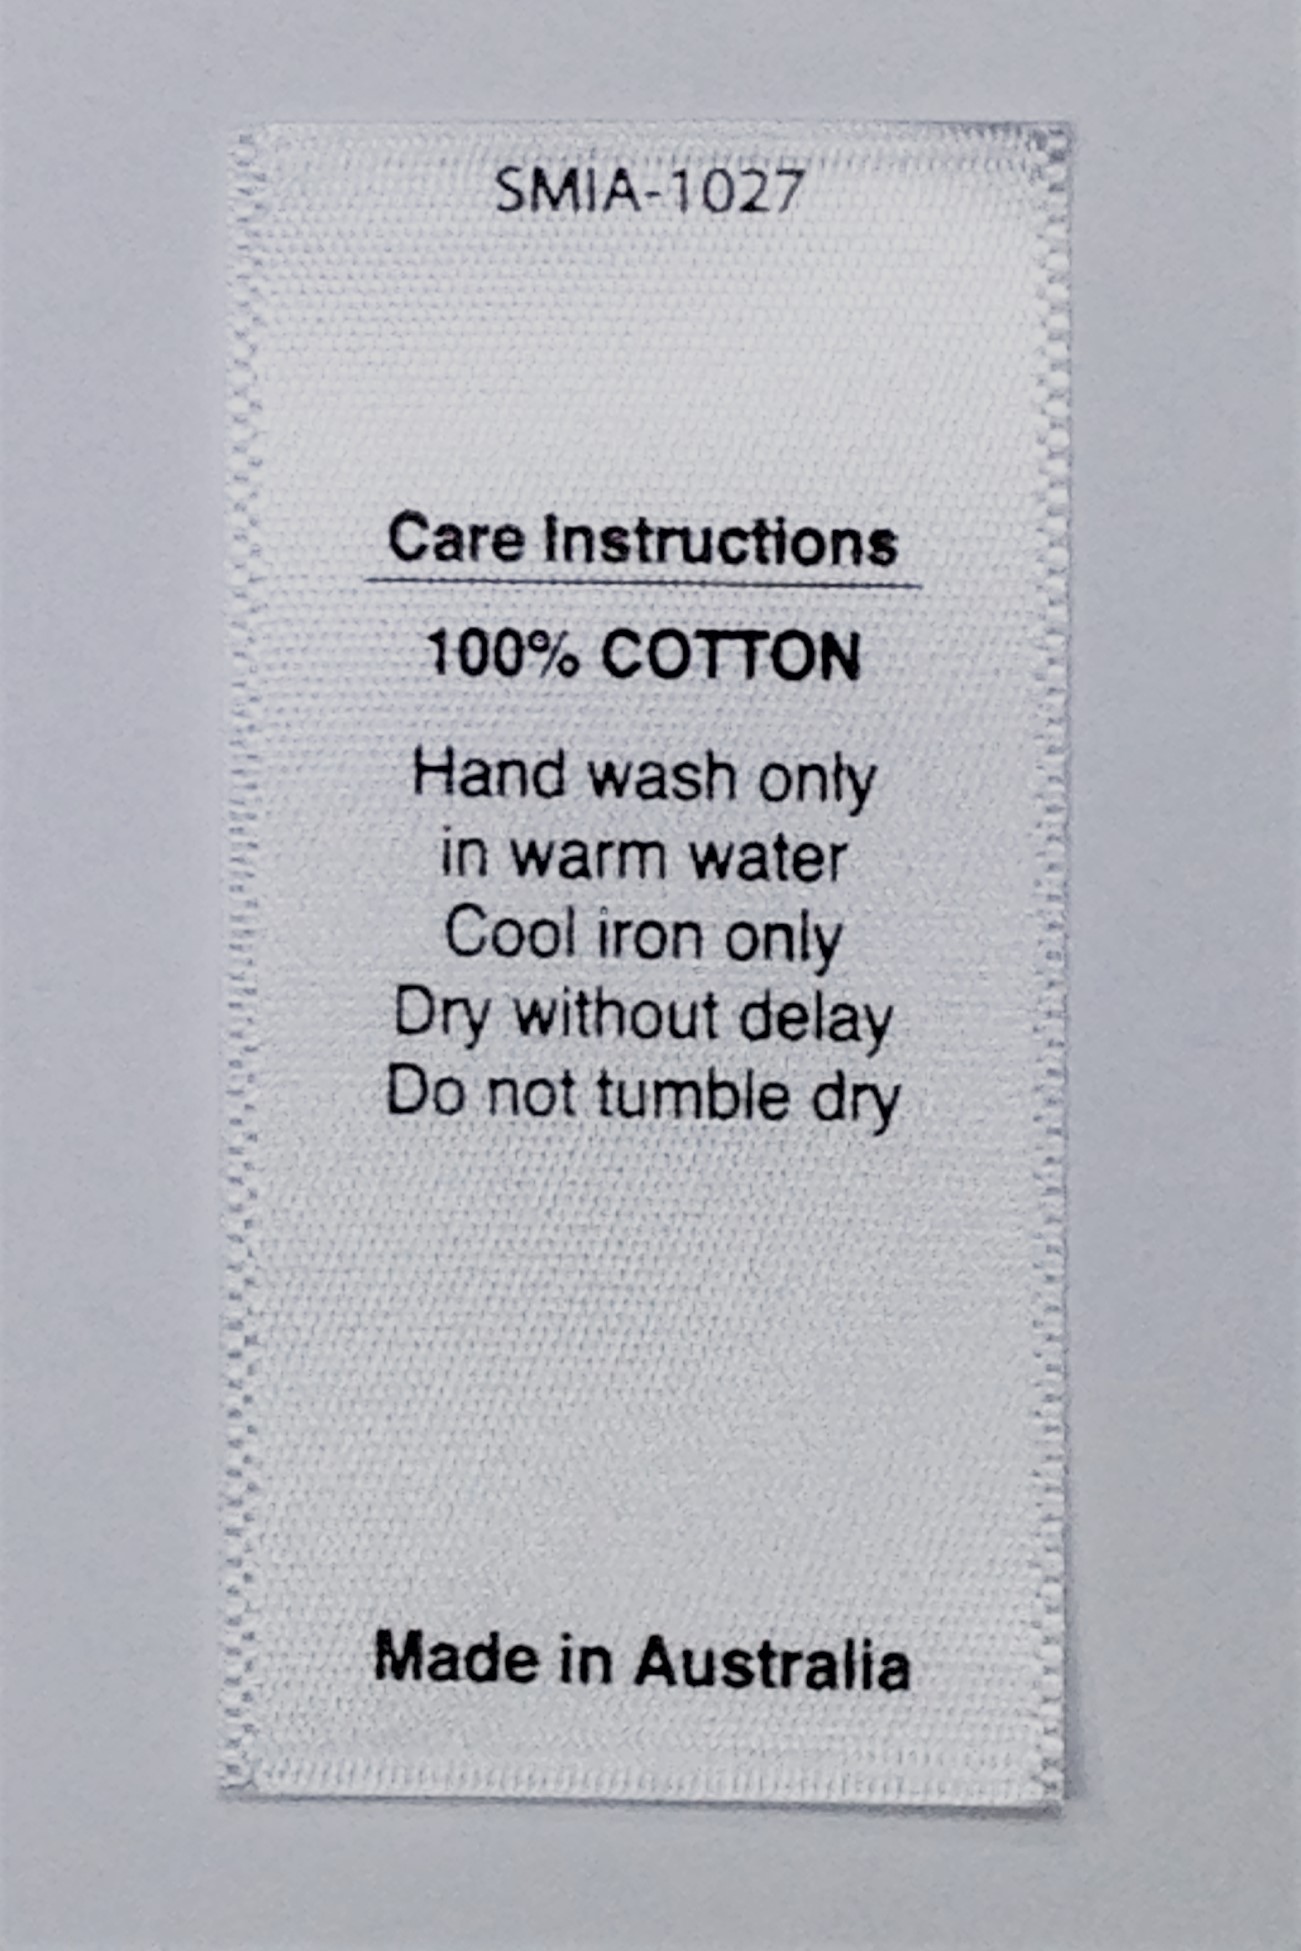 SMIA-1027
Care Instructions
100% COTTON
Hand wash only
in warm water
Cool iron only
Dry without delay
Do not tumble dry
Made in Australia